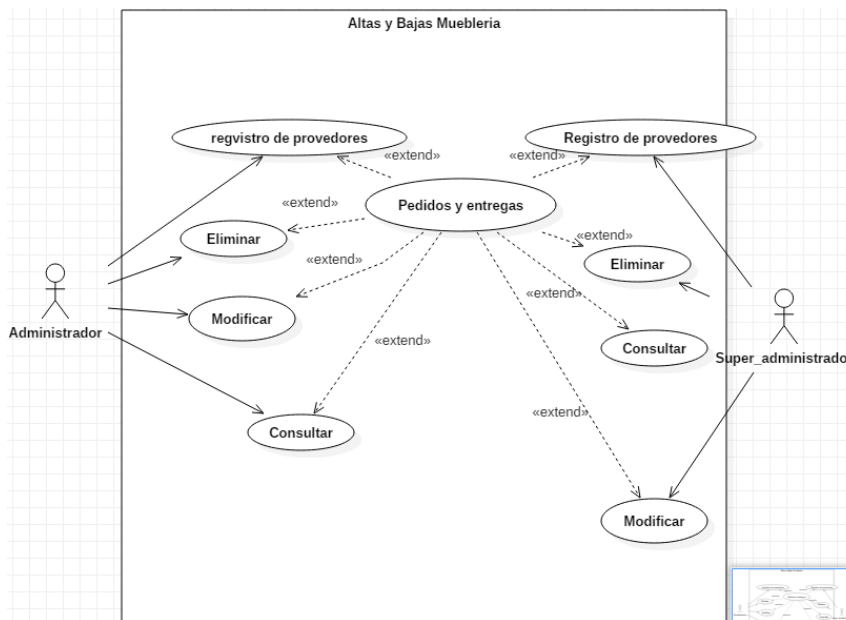 Altas y Bajas Muebleria
regvistro de provedores
Registro de provedores
«extend»
«extend»
Pedidos y entregas
«extend»
Eliminar
«extend»
Eliminar
«extend»
«extend»
Modificar
Administrador
«extend»
Consultar
Super_administrado
«extend»
Consultar
Modificar